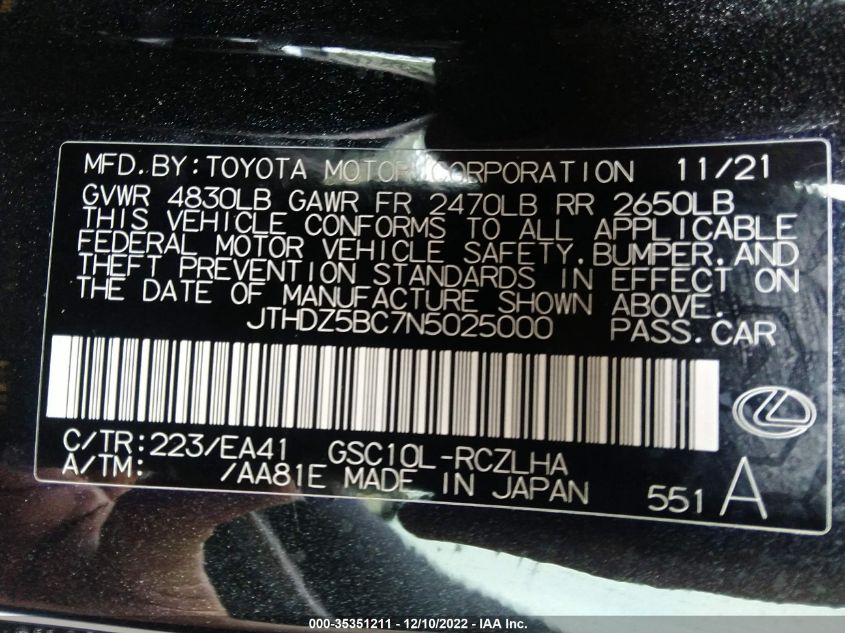 MFD.BY:TOYOTA MOTOR CORPORATION 11/21
GVWR 4830LB GAWR FR 2470LB RR 2650LB
THIS VEHICLE CONFORMS TO ALL APPLICABLE
FEDERAL MOTOR VEHICLE SAFETY.BUMPER.AND
THEFT PREVENTION STANDARDS IN EFFECT ON
THE DATE OF MANUFACTURE SHOWN ABOVE.
JTHDZ5BC7N5025000 PASS.CAR
C/TR:223/EA41 GSC10L-RCZLHA
A/TM: /AA81E MADE IN JAPAN 551 A
000-35351211 - 12/10/2022 - IAA Inc.